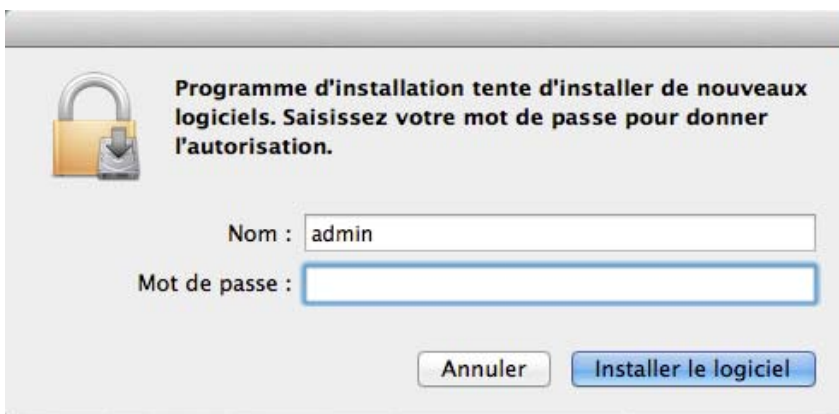 Programme d'installation tente d'installer de nouveaux
logiciels. Saisissez votre mot de passe pour donner
l'autorisation.
Nom : admin
Mot de passe :
Annuler
Installer le logiciel